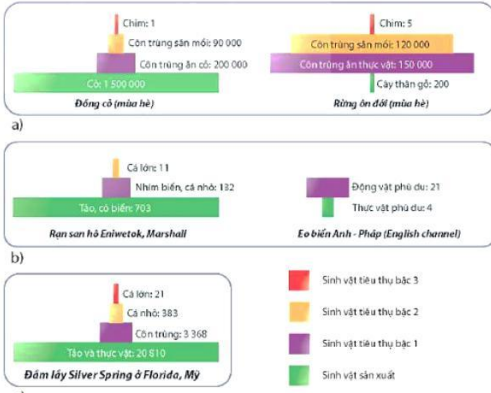 Chim: 1
Côn trùng săn mồi: 90 000
Côn trùng ăn cỏ: 200 000
Cỏ: 1 500 000
Đồng cỏ (mùa hè)
Chim: 5
Côn trùng săn mồi: 120 000
Côn trùng ăn thực vật: 150 000
Cây thân gỗ: 200
Rừng ôn đới (mùa hè)
a)
Cá lớn: 11
Nhím biển, cá nhỏ: 132
Tảo, cỏ biển: 703
Rạn san hô Eniwetok, Marshall
Động vật phù du: 21
Thực vật phù du: 4
Eo biển Anh - Pháp (English channel)
b)
Cá lớn: 21
Cá nhỏ: 383
Côn trùng: 3 368
Tảo và thực vật: 20 810
Đầm lầy Silver Spring ở Florida, Mỹ
Sinh vật tiêu thụ bậc 3
Sinh vật tiêu thụ bậc 2
Sinh vật tiêu thụ bậc 1
Sinh vật sản xuất